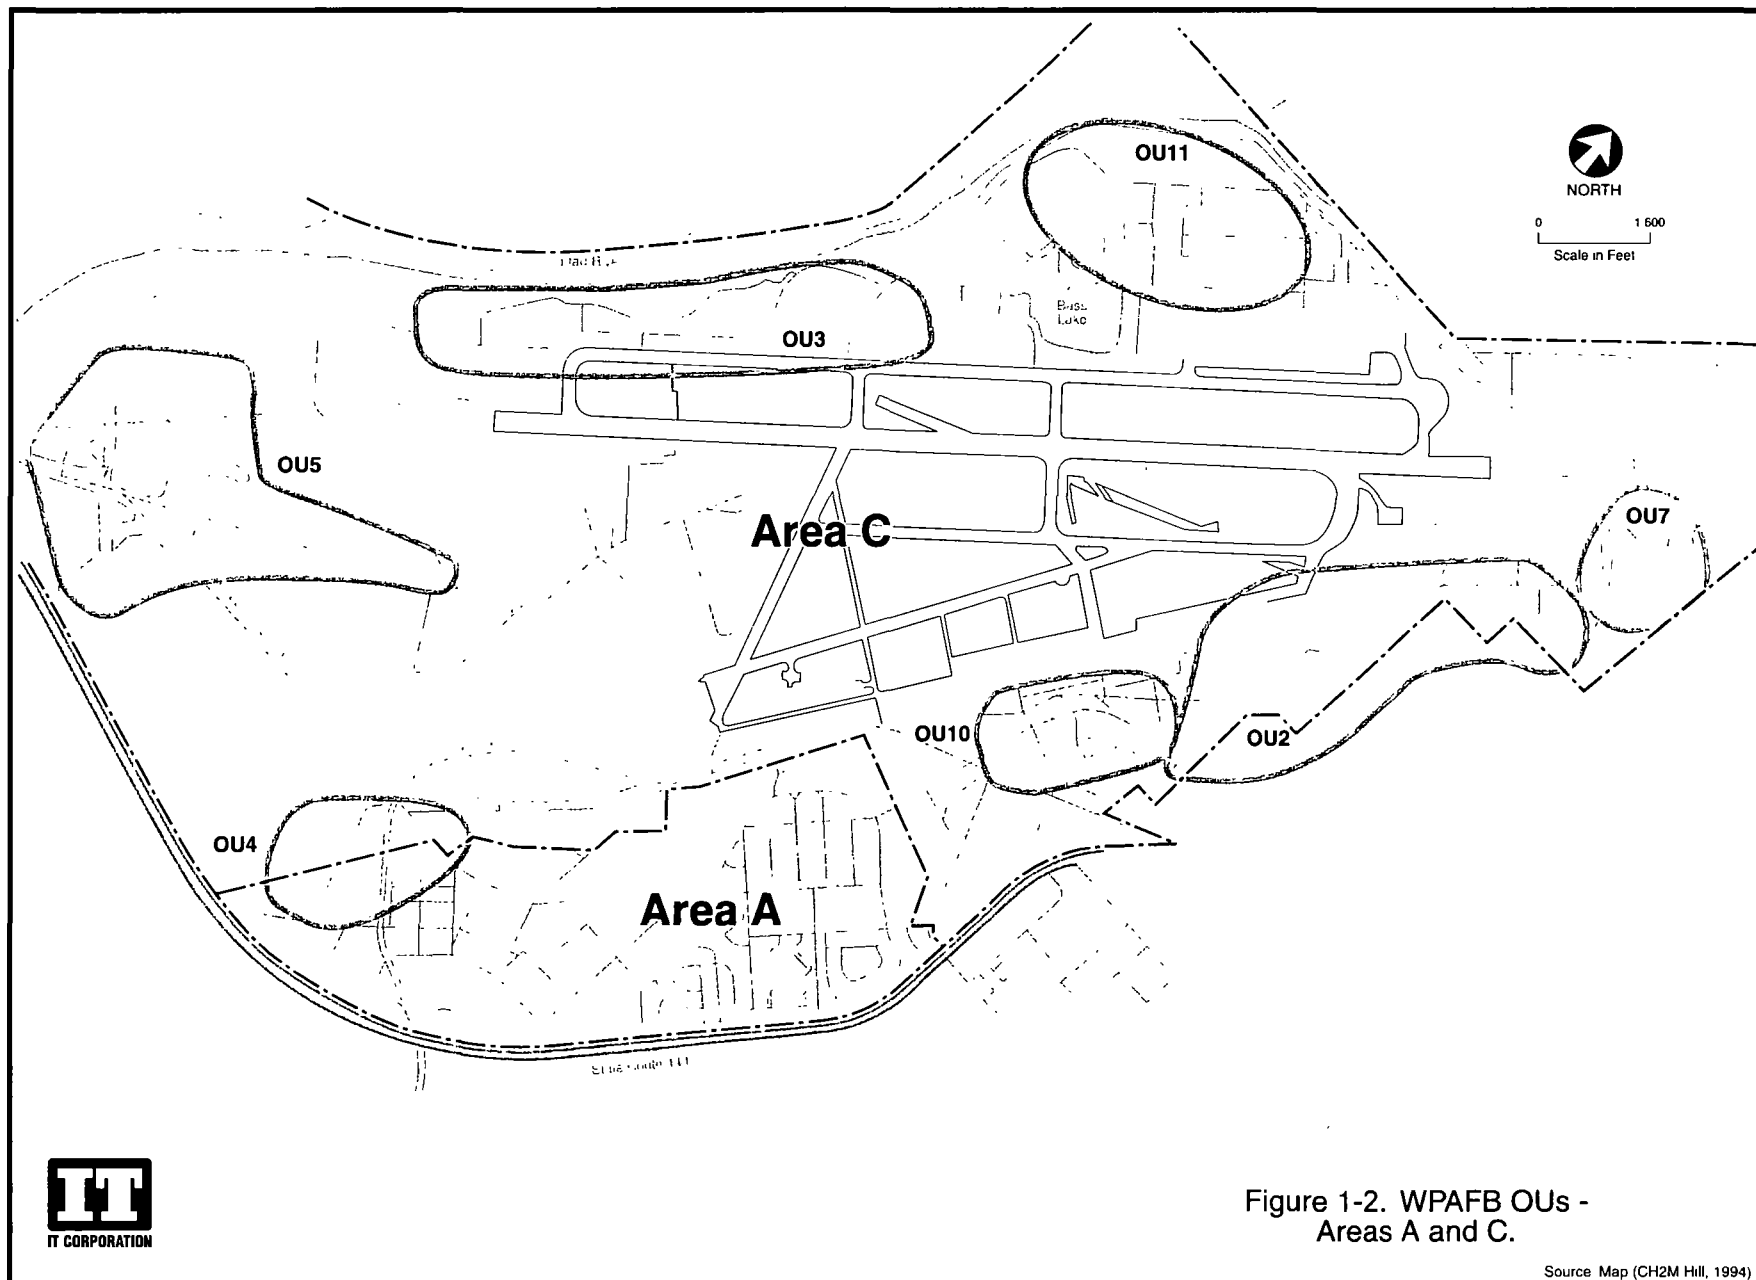 OU11
NORTH
0 1 600
Scale in Feet
OU3
Bass
Lake
OU5
Area C
OU7
OU10
OU2
OU4
Area A
IT
IT CORPORATION
Figure 1-2. WPAFB OUs -
Areas A and C.
Source Map (CH2M Hill, 1994)